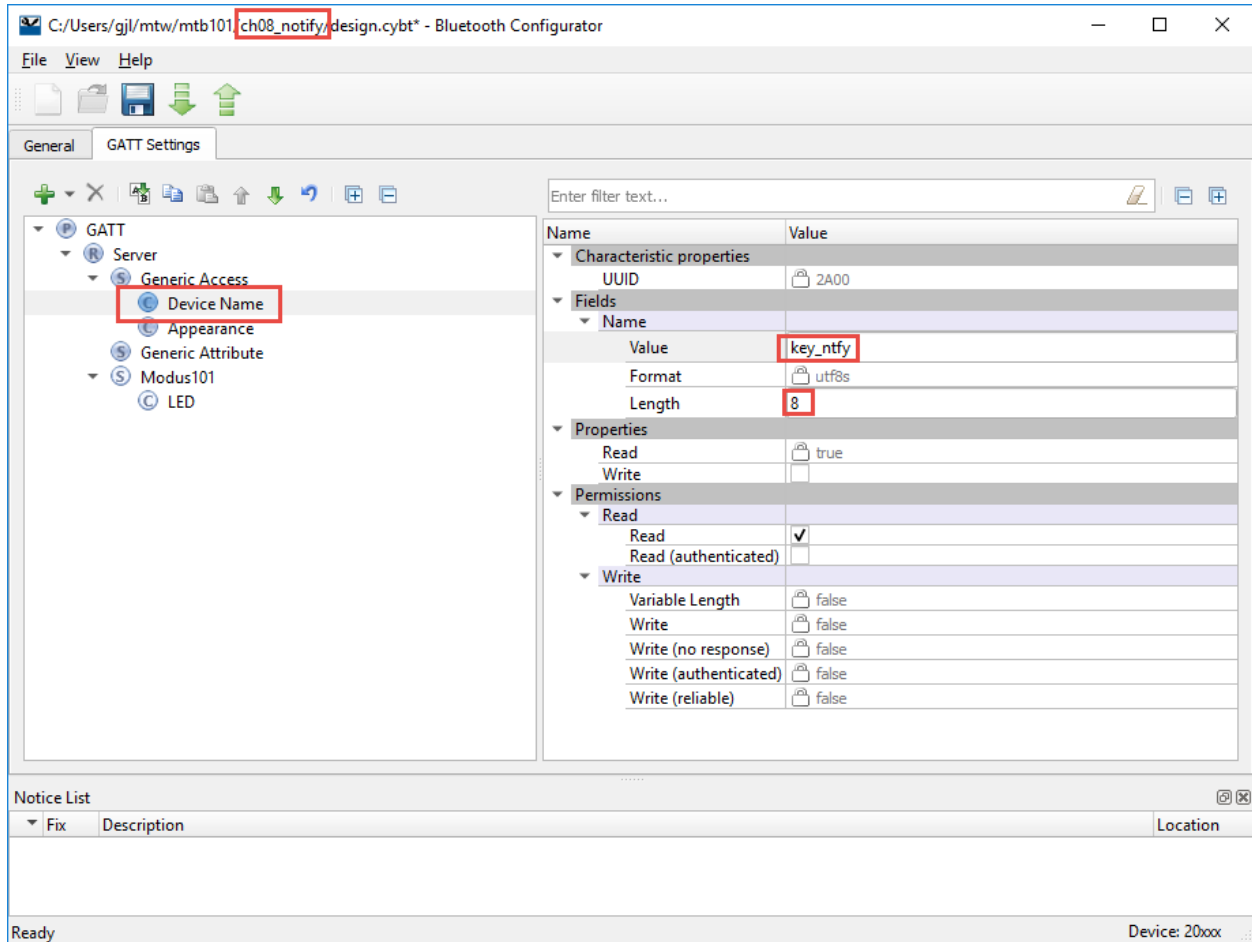 C:/Users/gjl/mtw/mtb101/ch08_notify/design.cybt* - Bluetooth Configurator
File View Help
General GATT Settings
Enter filter text...
GATT
Server
Generic Access
Device Name
Appearance
Generic Attribute
Modus101
LED
Name Value
Characteristic properties
UUID 2A00
Fields
Name
Value key_ntfy
Format utf8s
Length 8
Properties
Read true
Write
Permissions
Read
Read
Read (authenticated)
Write
Variable Length false
Write false
Write (no response) false
Write (authenticated) false
Write (reliable) false
Notice List
Fix Description Location
Ready Device: 20xxx